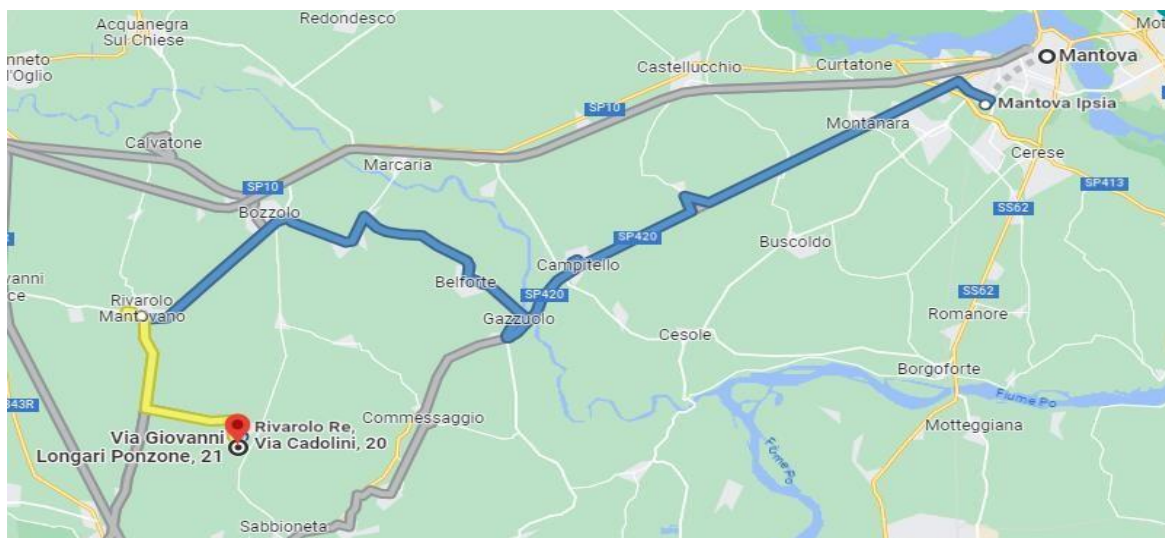 Acquanegra
Sul Chiese
Redondesco
nneto
l'Oglio
Castellucchio
Curtatone
Mantova
Mot
Mantova Ipsia
SP10
Montanara
Calvatone
Marcaria
Cerese
SP413
SP10
Bozzolo
SS62
SP420
Buscoldo
Campitello
Belforte
SP420
SS62
vanni
ce
Rivarolo
Mantovano
Gazzuolo
Cesole
Romanore
Borgoforte
Fiume Po
343R
Commessaggio
Motteggiana
Via Giovanni
Longari Ponzone, 21
Rivarolo Re,
Via Cadolini, 20
Fiume Po
Sabbioneta